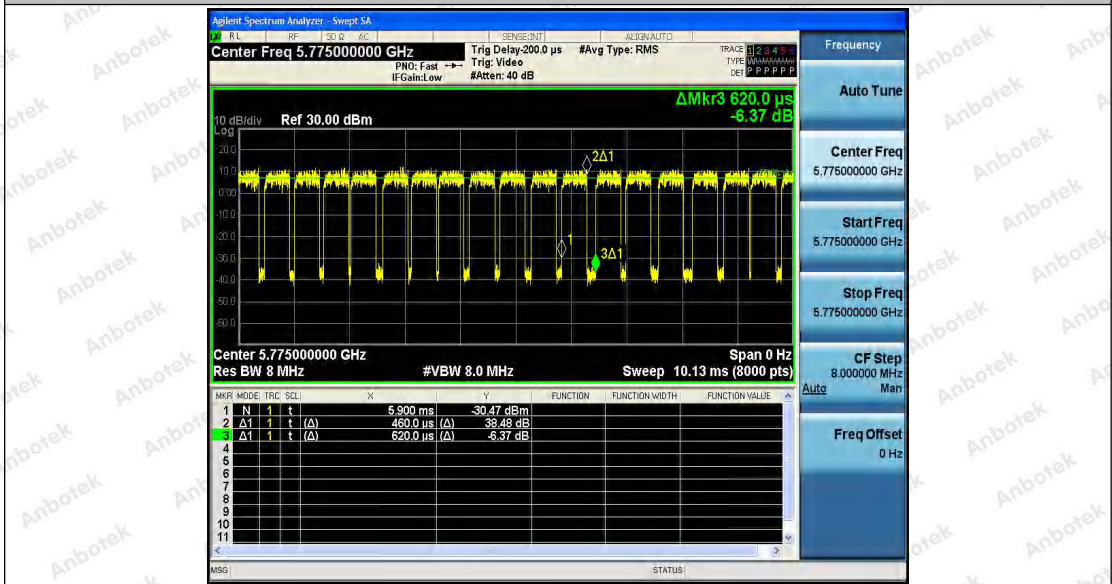 Agilent Spectrum Analyzer - Swept SA
RL RF 50 Ω AC SENSE:INT ALIGNAUTO
Center Freq 5.775000000 GHz
PNO: Fast
IFGain:Low
Trig Delay-200.0 µs
Trig: Video
#Atten: 40 dB
#Avg Type: RMS
TRACE 1 2 3 4 5 6
TYPE
DET P P P P P P
ΔMkr3 620.0 µs
-6.37 dB
10 dB/div Ref 30.00 dBm
Log
20.0
10.0
0.00
-10.0
-20.0
-30.0
-40.0
-50.0
-60.0
2Δ1
1
3Δ1
Center 5.775000000 GHz Span 0 Hz
Res BW 8 MHz #VBW 8.0 MHz Sweep 10.13 ms (8000 pts)
MKR MODE TRC SCL X Y FUNCTION FUNCTION WIDTH FUNCTION VALUE
1 N 1 t 5.900 ms -30.47 dBm
2 Δ1 1 t (Δ) 460.0 µs (Δ) 38.48 dB
3 Δ1 1 t (Δ) 620.0 µs (Δ) -6.37 dB
4
5
6
7
8
9
10
11
MSG STATUS
Frequency
Auto Tune
Center Freq
5.775000000 GHz
Start Freq
5.775000000 GHz
Stop Freq
5.775000000 GHz
CF Step
8.000000 MHz
Auto Man
Freq Offset
0 Hz
Anbotek